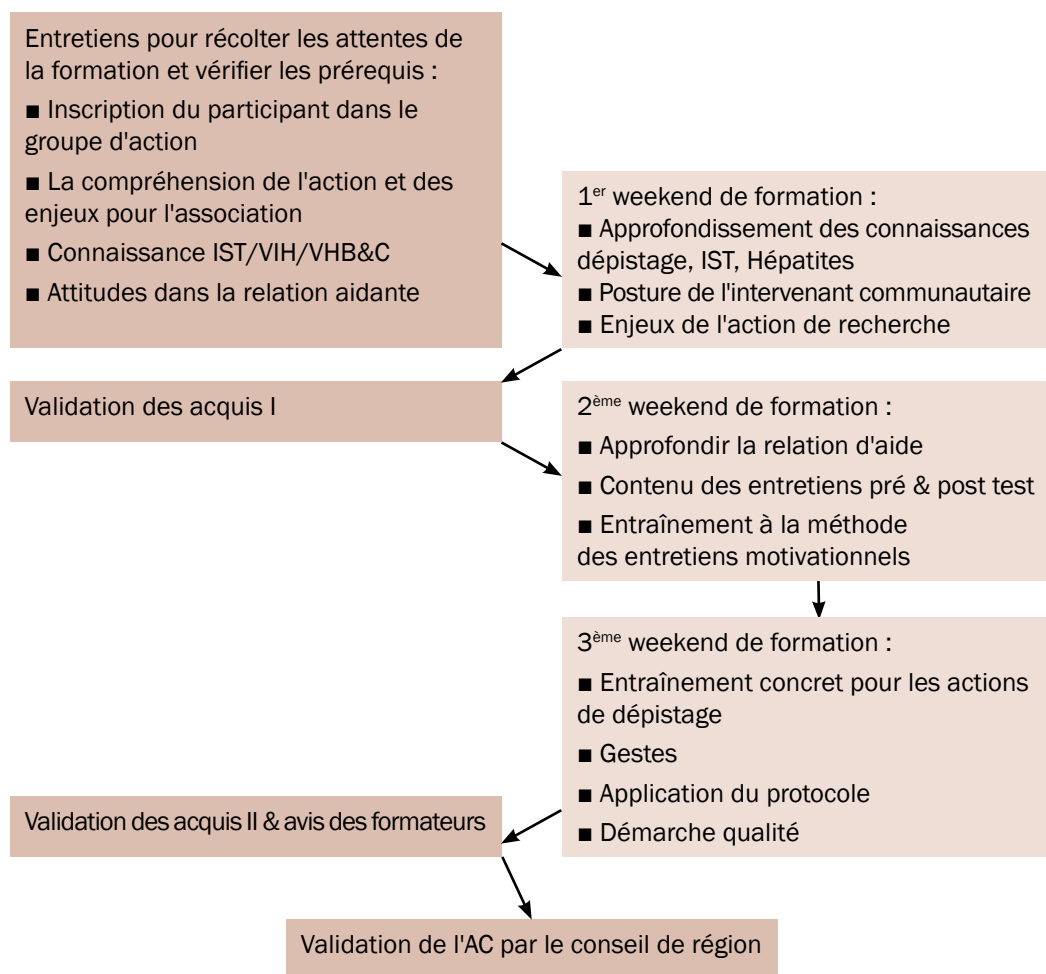 Entretiens pour récolter les attentes de
la formation et vérifier les prérequis :
■ Inscription du participant dans le
groupe d'action
■ La compréhension de l'action et des
enjeux pour l'association
■ Connaissance IST/VIH/VHB&C
■ Attitudes dans la relation aidante
1er weekend de formation :
■ Approfondissement des connaissances
dépistage, IST, Hépatites
■ Posture de l'intervenant communautaire
■ Enjeux de l'action de recherche
Validation des acquis I
2ème weekend de formation :
■ Approfondir la relation d'aide
■ Contenu des entretiens pré & post test
■ Entraînement à la méthode
des entretiens motivationnels
3ème weekend de formation :
■ Entraînement concret pour les actions
de dépistage
■ Gestes
■ Application du protocole
■ Démarche qualité
Validation des acquis II & avis des formateurs
Validation de l'AC par le conseil de région